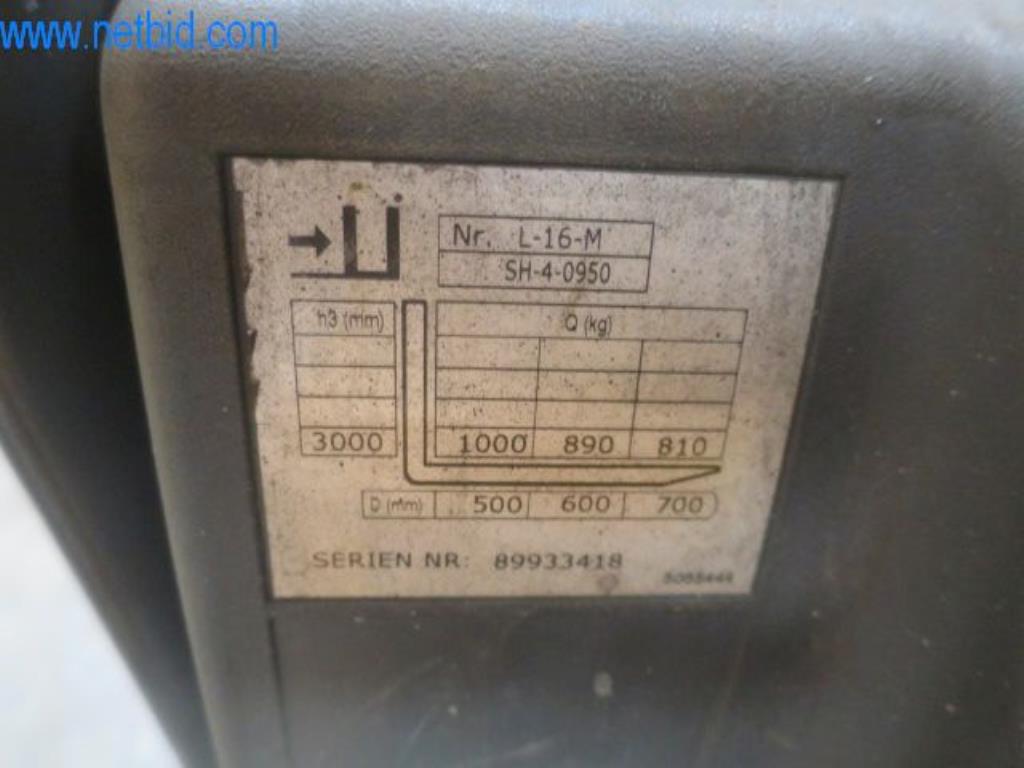 www.netbid.com
Nr. L-16-M
SH-4-0950
h3 (mm) Q (kg)
3000 1000 890 810
D (mm) 500 600 700
SERIEN NR: 89933418